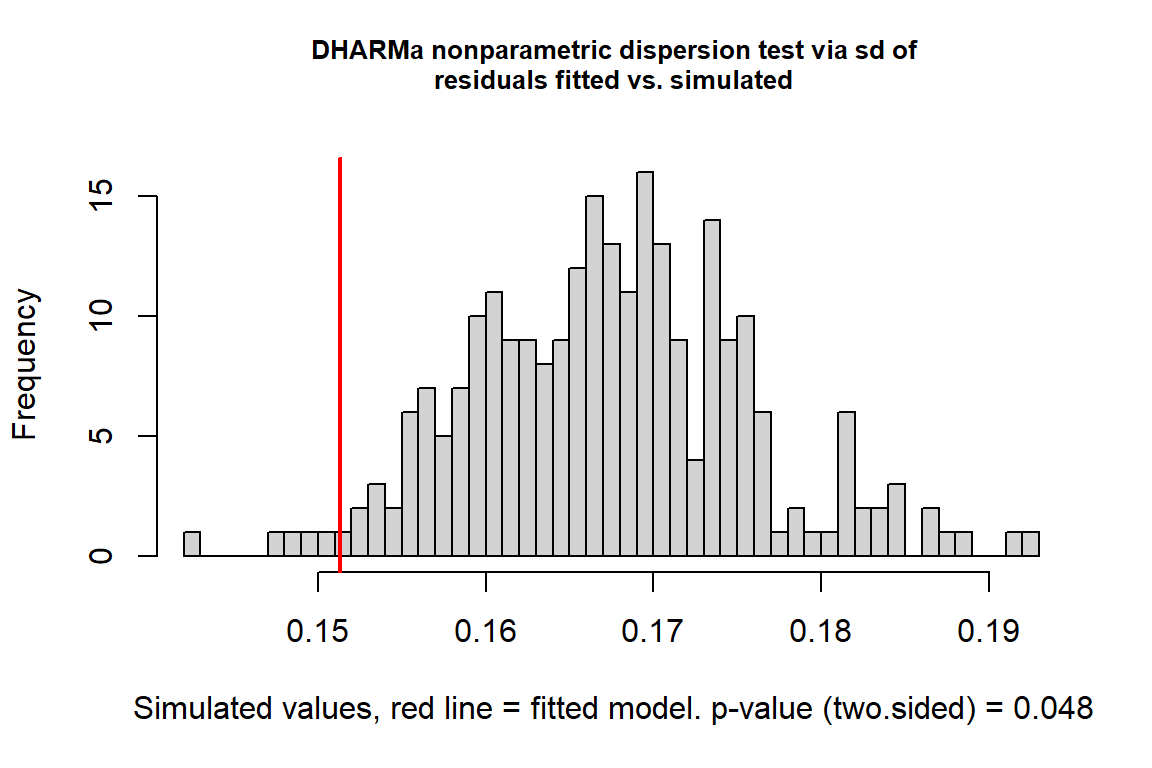 DHARMa nonparametric dispersion test via sd of
residuals fitted vs. simulated
Frequency
15
10
5
0
0.15 0.16 0.17 0.18 0.19
Simulated values, red line = fitted model. p-value (two.sided) = 0.048